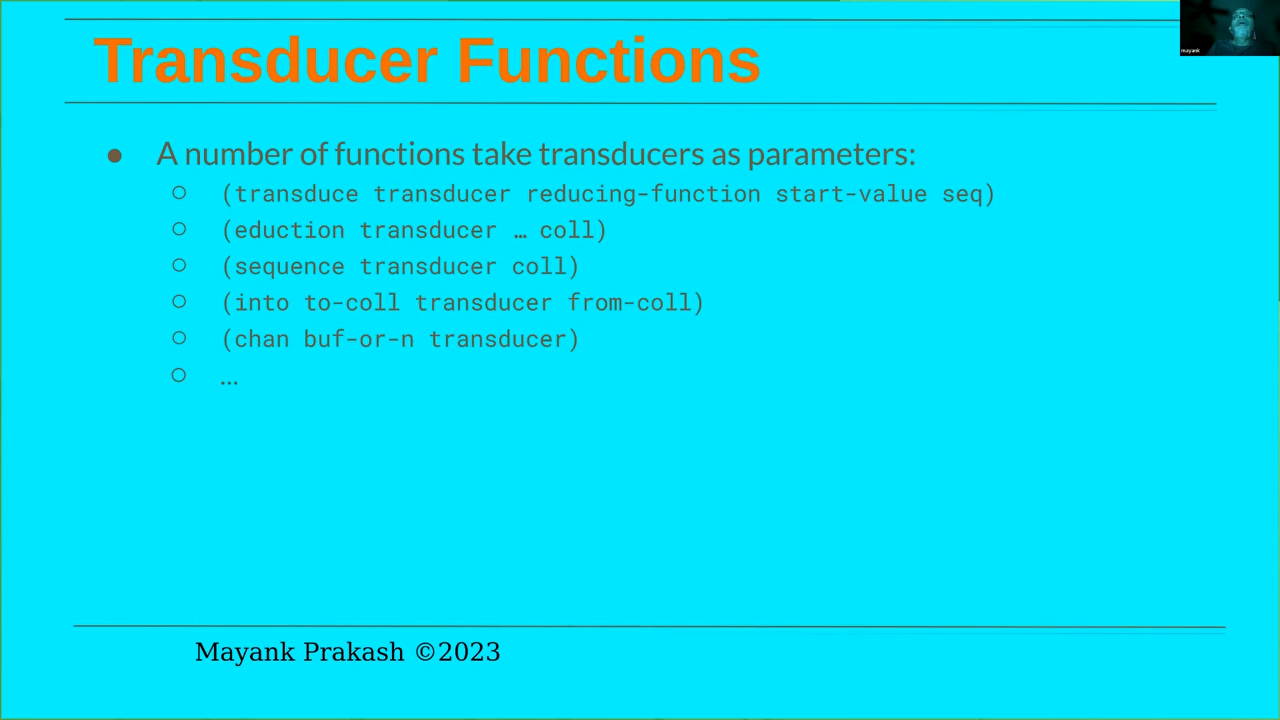 Transducer Functions
mayank
● A number of functions take transducers as parameters:
○ (transduce transducer reducing-function start-value seq)
○ (eduction transducer … coll)
○ (sequence transducer coll)
○ (into to-coll transducer from-coll)
○ (chan buf-or-n transducer)
○ …
Mayank Prakash ©2023